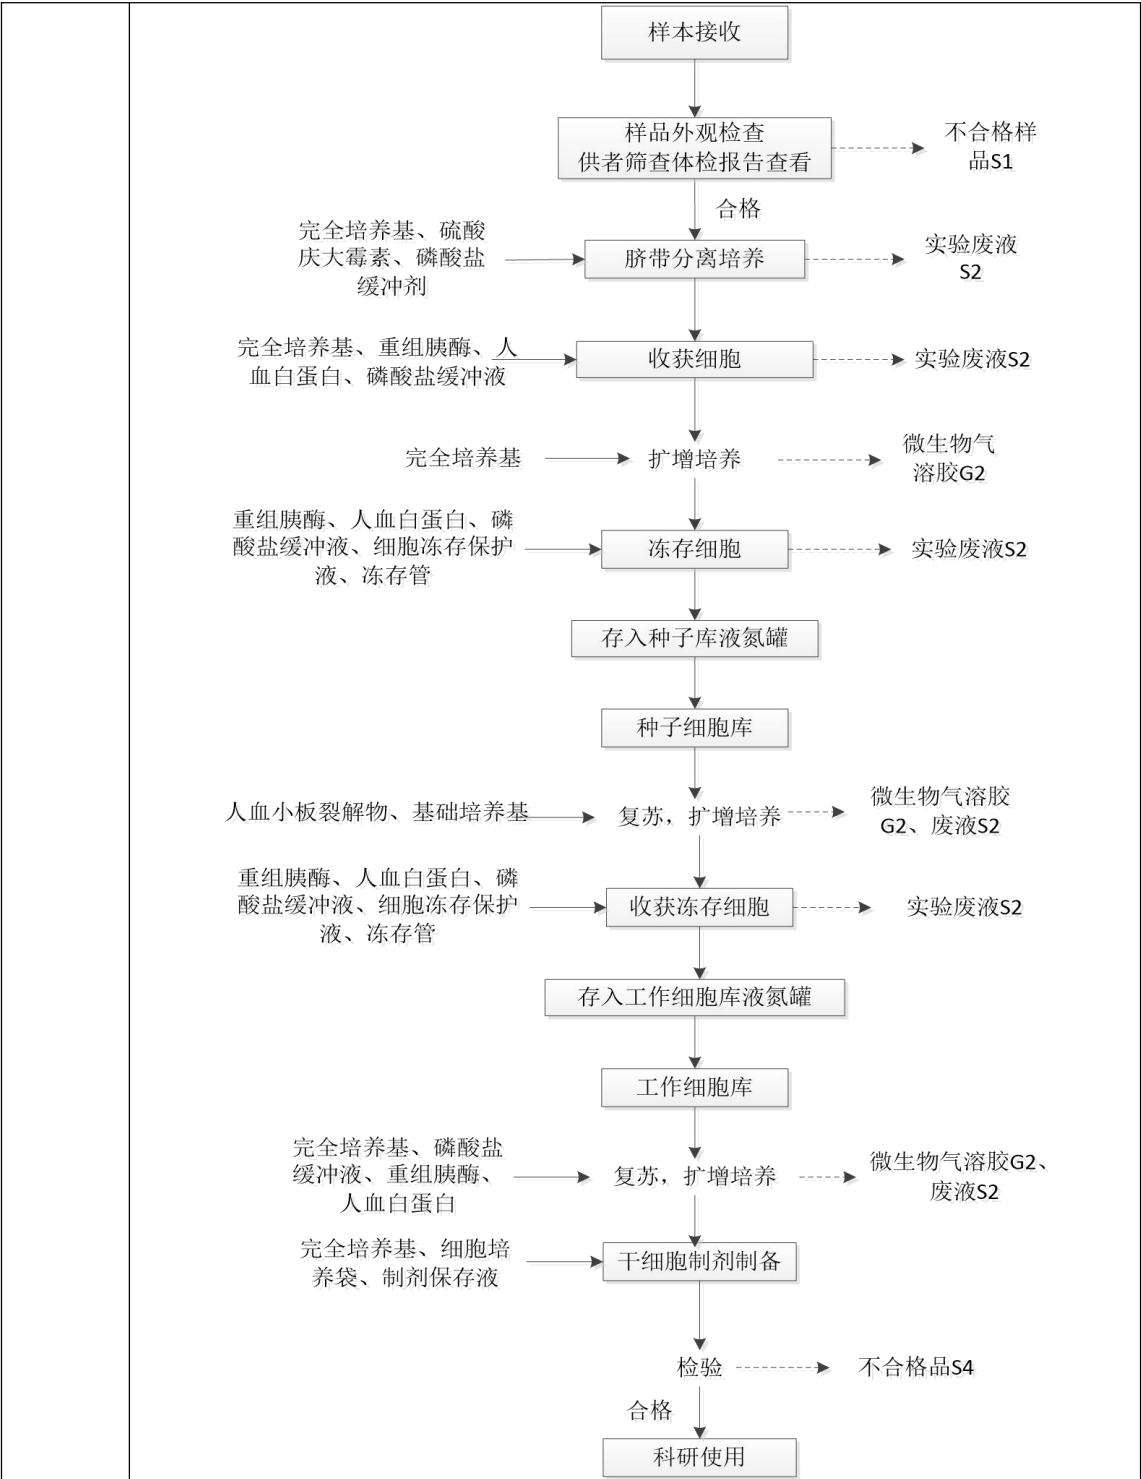 样本接收
样品外观检查
供者筛查体检报告查看
不合格样
品S1
合格
完全培养基、硫酸
庆大霉素、磷酸盐
缓冲剂
脐带分离培养
实验废液
S2
完全培养基、重组胰酶、人
血白蛋白、磷酸盐缓冲液
收获细胞
实验废液S2
完全培养基
扩增培养
微生物气
溶胶G2
重组胰酶、人血白蛋白、磷
酸盐缓冲液、细胞冻存保护
液、冻存管
冻存细胞
实验废液S2
存入种子库液氮罐
种子细胞库
人血小板裂解物、基础培养基
复苏，扩增培养
微生物气溶胶
G2、废液S2
重组胰酶、人血白蛋白、磷
酸盐缓冲液、细胞冻存保护
液、冻存管
收获冻存细胞
实验废液S2
存入工作细胞库液氮罐
工作细胞库
完全培养基、磷酸盐
缓冲液、重组胰酶、
人血白蛋白
复苏，扩增培养
微生物气溶胶G2、
废液S2
完全培养基、细胞培
养袋、制剂保存液
干细胞制剂制备
检验
不合格品S4
合格
科研使用